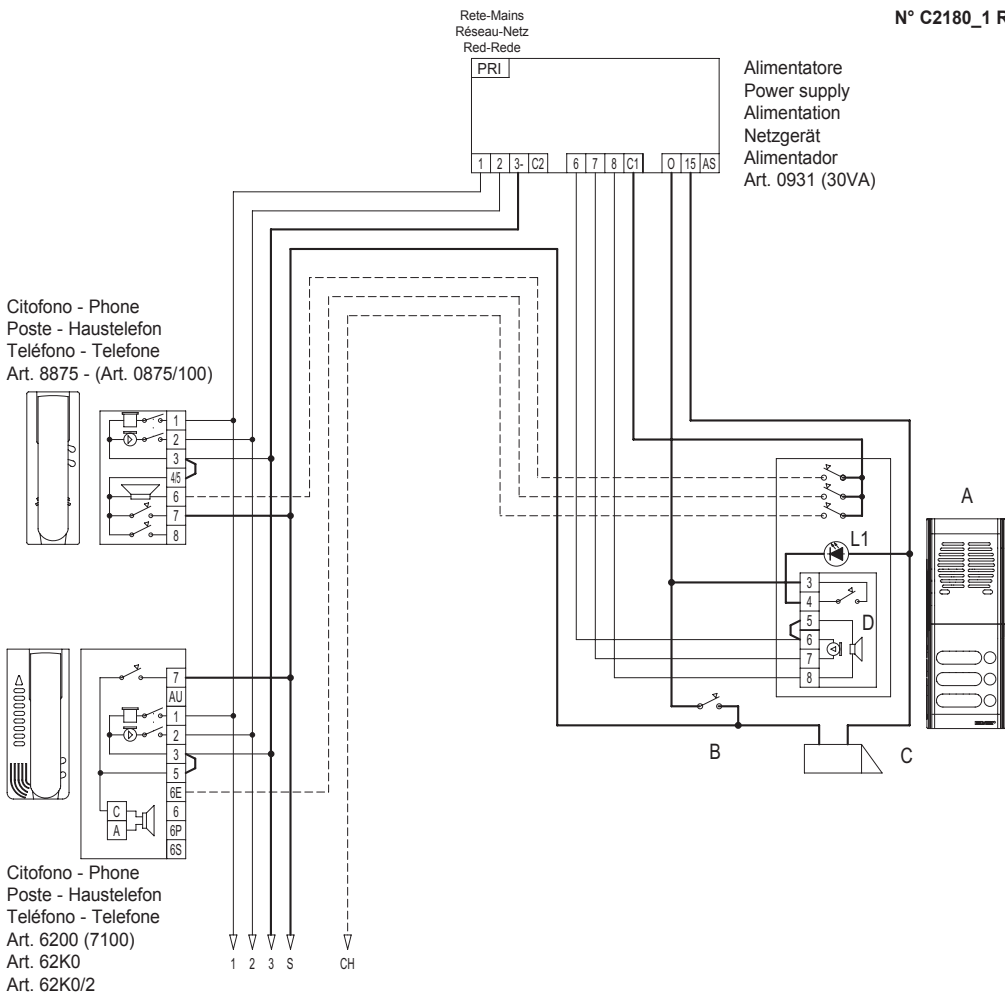 Rete-Mains
Réseau-Netz
Red-Rede
N° C2180_1 R
PRI
Alimentatore
Power supply
Alimentation
Netzgerät
Alimentador
Art. 0931 (30VA)
1 2 3- C2 6 7 8 C1 O 15 AS
Citofono - Phone
Poste - Haustelefon
Teléfono - Telefone
Art. 8875 - (Art. 0875/100)
1
2
3
4/5
6
7
8
A
L1
3
4
5
6
7
8
D
B
C
7
AU
1
2
3
5
6E
6
6P
6S
C
A
Citofono - Phone
Poste - Haustelefon
Teléfono - Telefone
Art. 6200 (7100)
Art. 62K0
Art. 62K0/2
1 2 3 S CH